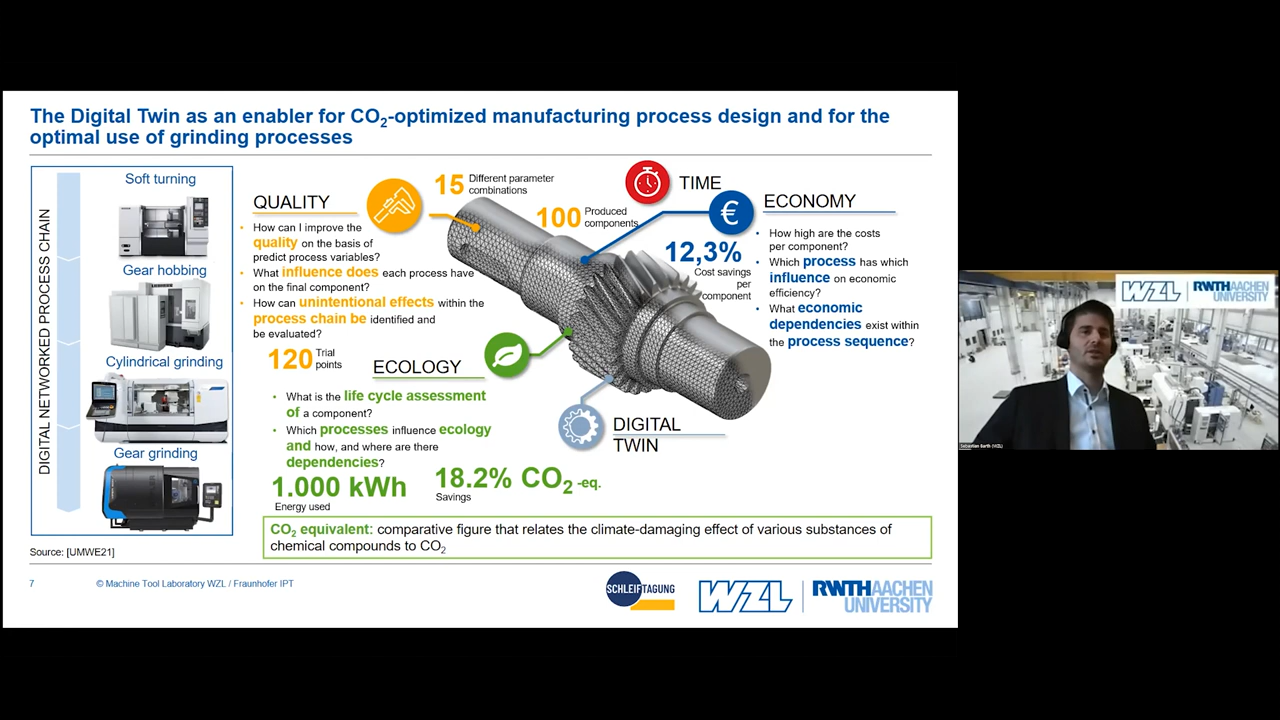 The Digital Twin as an enabler for CO2-optimized manufacturing process design and for the
optimal use of grinding processes
DIGITAL NETWORKED PROCESS CHAIN
Soft turning
Gear hobbing
Cylindrical grinding
Gear grinding
Source: [UMWE21]
QUALITY
• How can I improve the
quality on the basis of
predict process variables?
• What influence does each process have
on the final component?
• How can unintentional effects within the
process chain be identified and
be evaluated?
15 Different parameter
combinations
100 Produced
components
120 Trial
points
TIME
€
ECONOMY
12,3%
Cost savings
per
component
• How high are the costs
per component?
• Which process has which
influence on economic
efficiency?
• What economic
dependencies exist within
the process sequence?
ECOLOGY
• What is the life cycle assessment
of a component?
• Which processes influence ecology
and how, and where are there
dependencies?
1.000 kWh
Energy used
18.2% CO2 -eq.
Savings
DIGITAL
TWIN
CO2 equivalent: comparative figure that relates the climate-damaging effect of various substances of
chemical compounds to CO2
7
© Machine Tool Laboratory WZL / Fraunhofer IPT
SCHLEIFTAGUNG
WZL
RWTHAACHEN
UNIVERSITY
WZL
RWTHAACHEN
UNIVERSITY
Sebastian Barth (WZL)